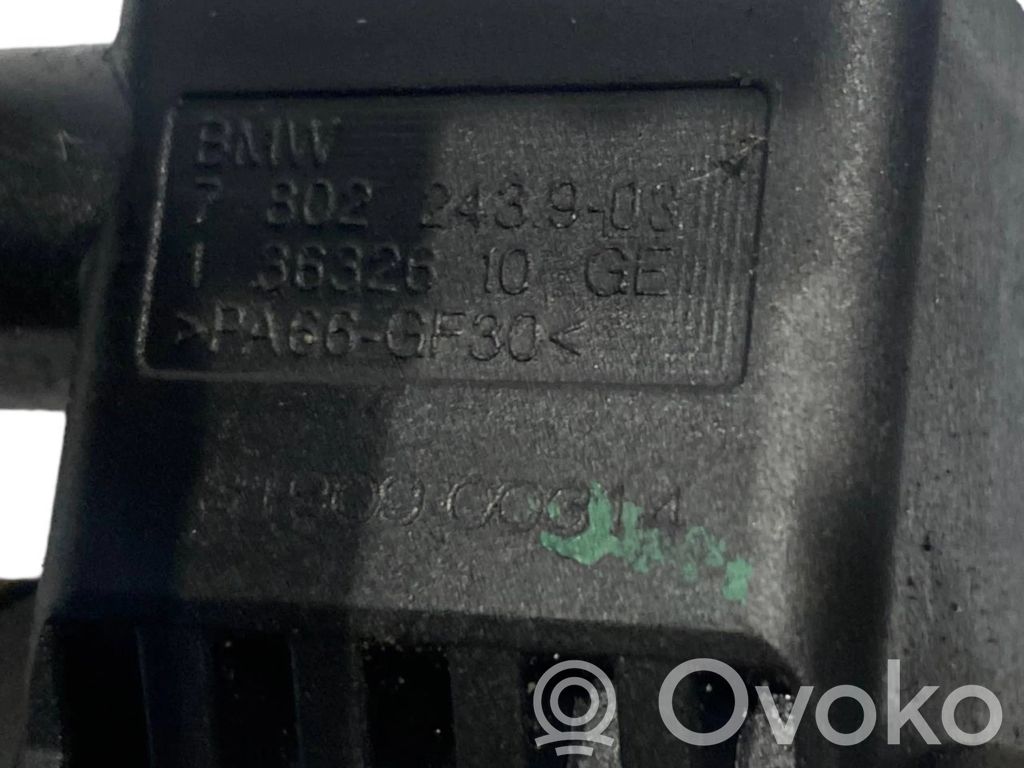 BMW
7 802 243.9-03
1 36326 10 GE
>PA66-GF30<
Ovoko